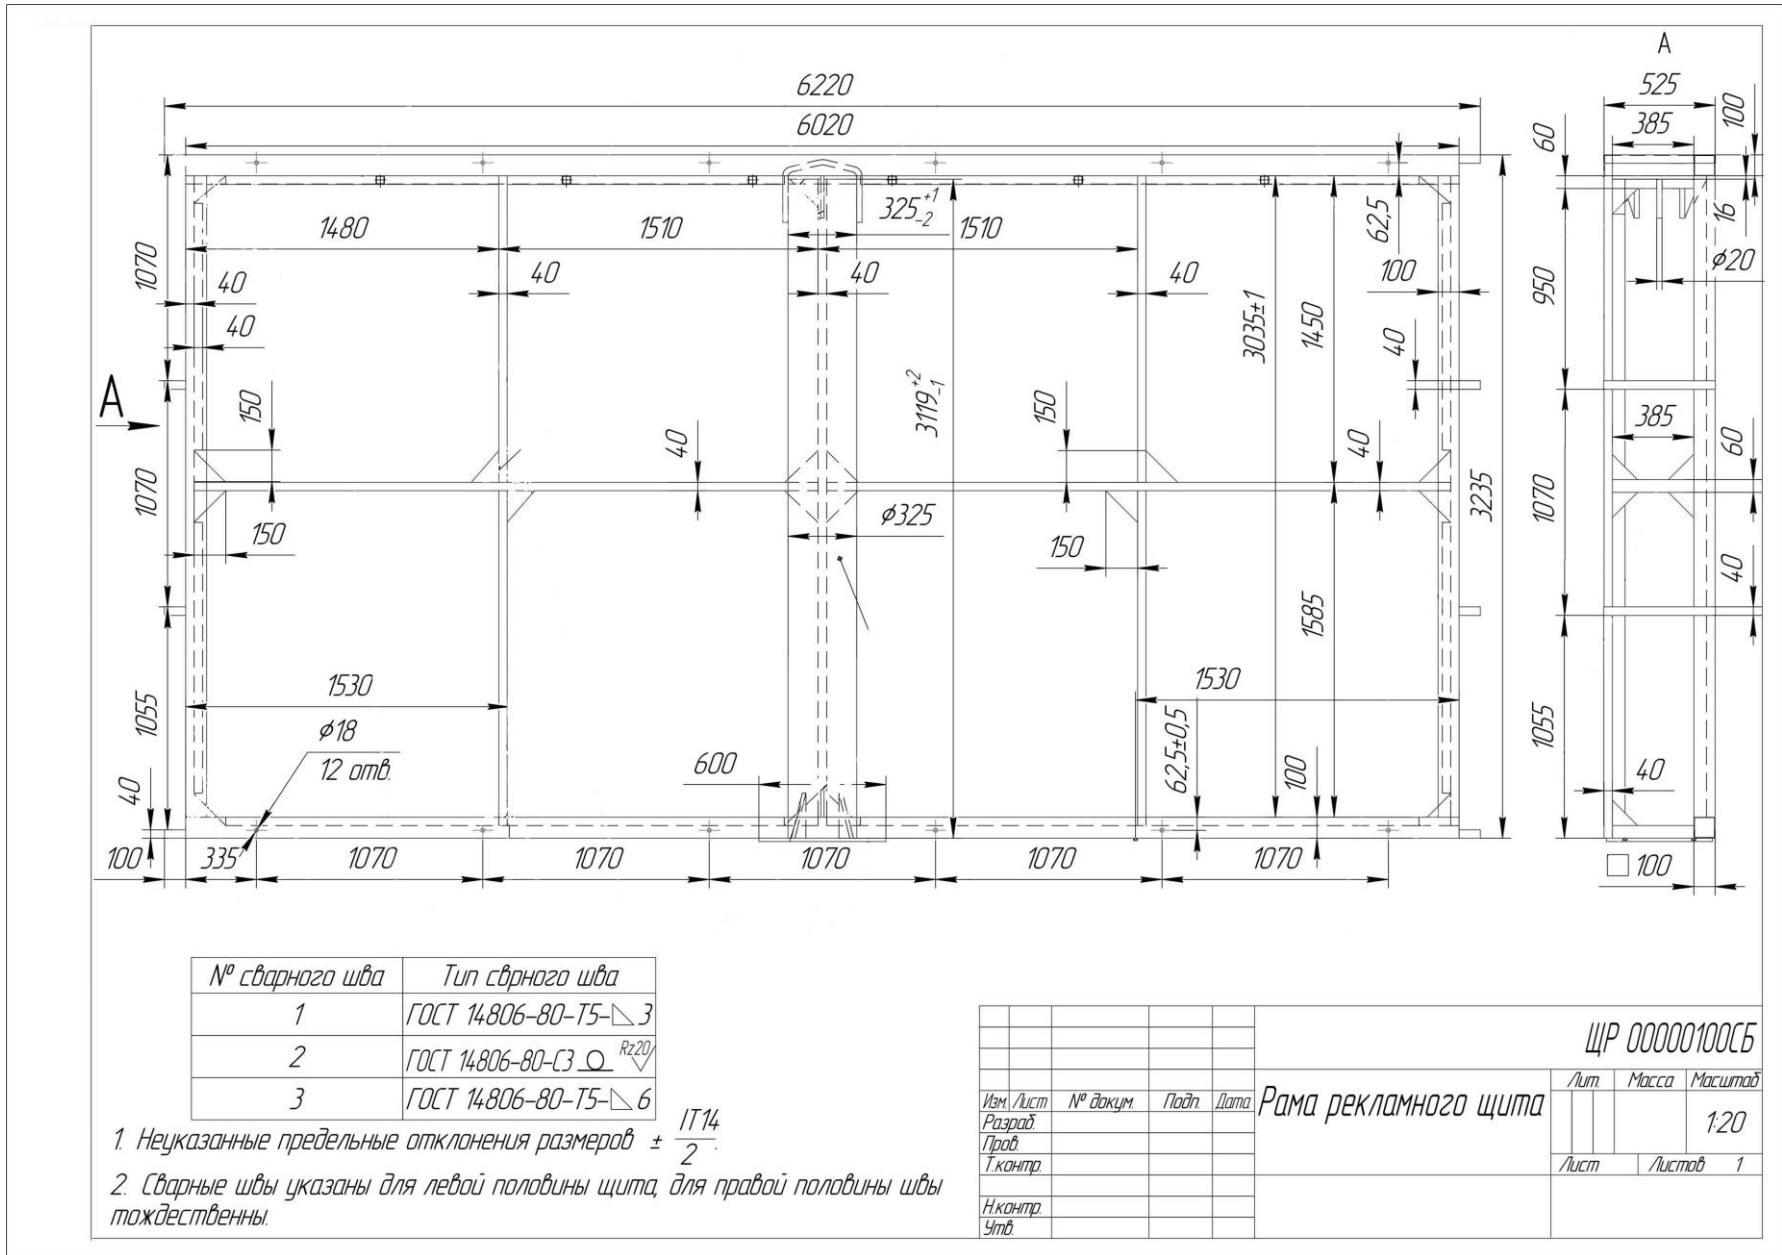 A
6220
525
100
6020
385
60
325 +1 -2
62,5
16
1480
1510
1510
ϕ20
1070
40
40
40
40
100
950
40
3035±1
1450
40
A
150
3119 +2 -1
150
385
40
40
60
1070
3235
1070
ϕ325
150
150
40
1585
1530
1530
1055
ϕ18
12 отв.
600
62,5±0,5
100
1055
40
40
100
335
1070
1070
1070
1070
1070
□ 100
№ сварного шва Тип сврного шва
1 ГОСТ 14806-80-Т5-◺ 3
2 ГОСТ 14806-80-С3 Rz20
3 ГОСТ 14806-80-Т5-◺ 6
1. Неуказанные предельные отклонения размеров ± IT14/2.
2. Сварные швы указаны для левой половины щита, для правой половины швы
тождественны.
ЩР 00000100СБ
Лит. Масса Масштаб
Изм. Лист № докум. Подп. Дата
Рама рекламного щита
1:20
Разраб.
Пров.
Т.контр.
Лист Листов 1
Н.контр.
Утв.